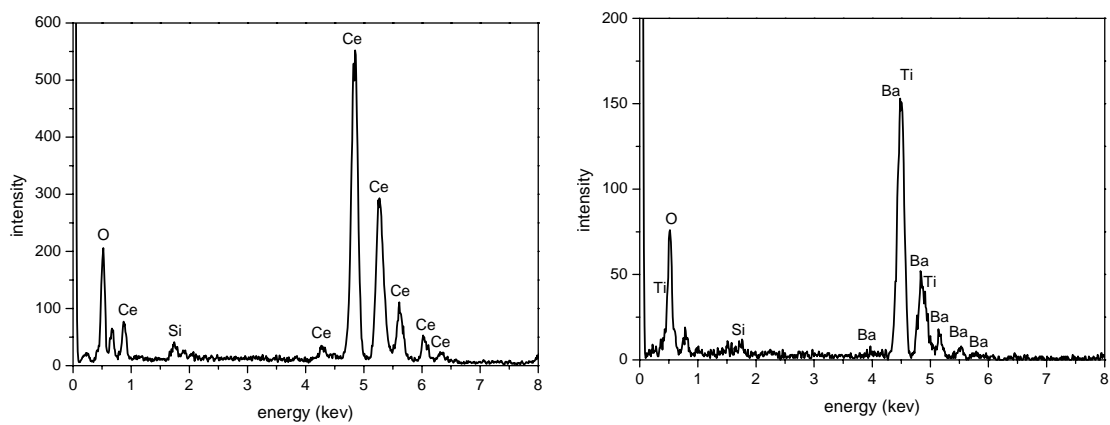 600
500
400
300
200
100
0
intensity
Ce
Ce
O
Ce
Si
Ce
Ce
Ce
0 1 2 3 4 5 6 7 8
energy (kev)
200
150
100
50
0
intensity
Ti
Ba
O
Ba
Ti
Ti
Ba
Si
Ba
Ba
Ba
0 1 2 3 4 5 6 7 8
energy (kev)